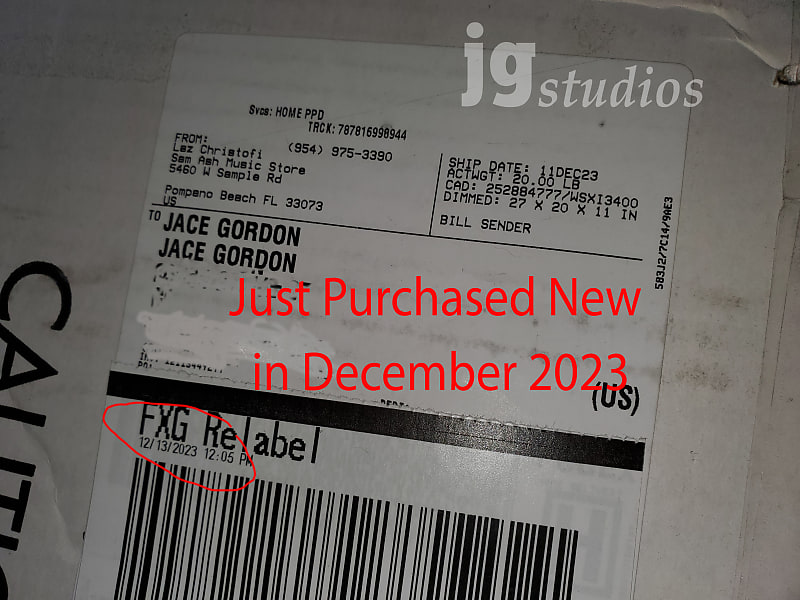 jg studios
Svcs: HOME PPD
TRCK: 787816998944
FROM:
Laz Christofi (954) 975-3390
Sam Ash Music Store
5460 W Sample Rd
Pompano Beach FL 33073
US
SHIP DATE: 11DEC23
ACTWGT: 20.00 LB
CAD: 252884777/WSXI3400
DIMMED: 27 X 20 X 11 IN
BILL SENDER
583J2/7C14/9AE3
TO JACE GORDON
JACE GORDON
Just Purchased New
in December 2023
(US)
FXG Relabel
12/13/2023 12:05 P